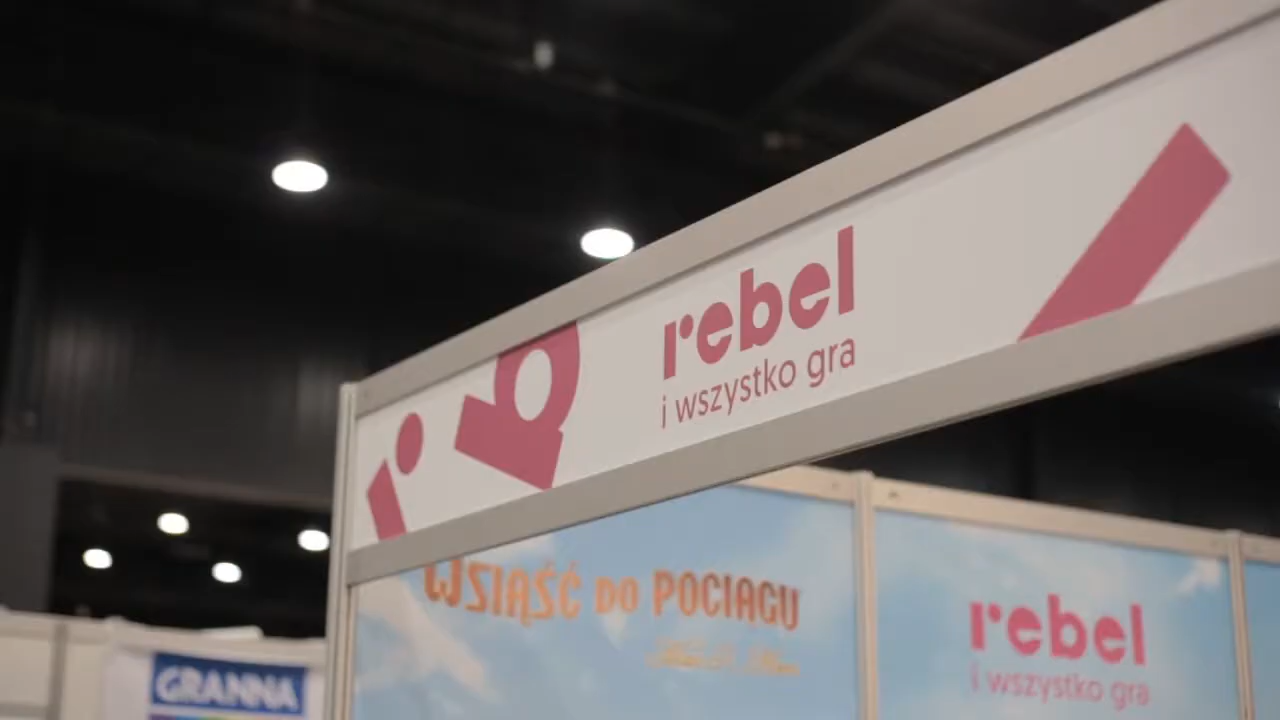 rebel
i wszystko gra
WSIĄŚĆ DO POCIĄGU
rebel
i wszystko gra
GRANNA